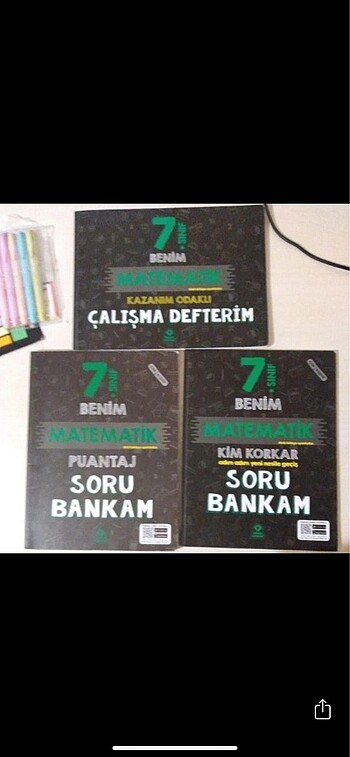 7. SINIF
BENİM
MATEMATİK
KAZANIM ODAKLI
ÇALIŞMA DEFTERİM
7. SINIF
BENİM
MATEMATİK
PUANTAJ
SORU
BANKAM
7. SINIF
BENİM
MATEMATİK
KİM KORKAR
adım adım yeni nesile geçiş
SORU
BANKAM